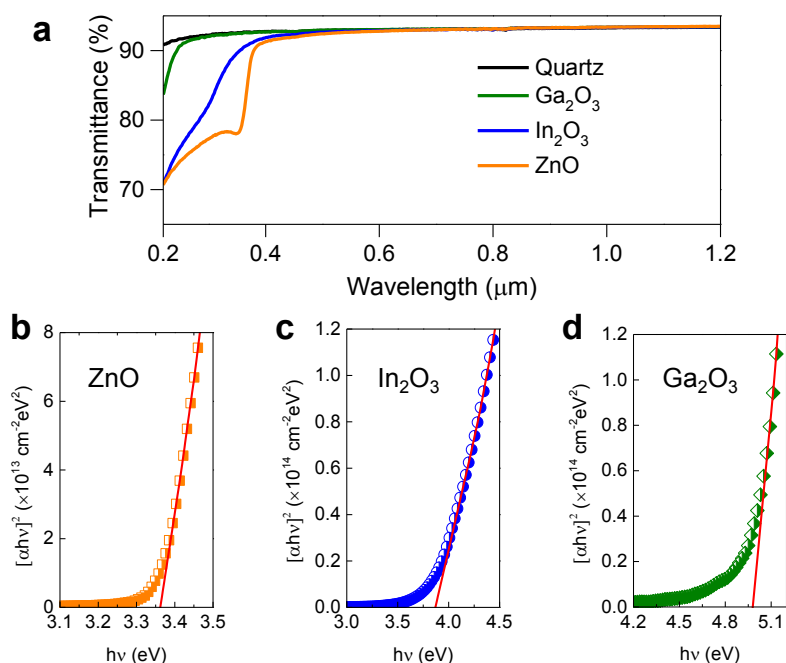 a
Transmittance (%)
90
80
70
Quartz
Ga₂O₃
In₂O₃
ZnO
0.2 0.4 0.6 0.8 1.0 1.2
Wavelength (μm)
b
ZnO
[αhν]² (×10¹³ cm⁻²eV²)
8
6
4
2
0
3.1 3.2 3.3 3.4 3.5
hν (eV)
c
In₂O₃
[αhν]² (×10¹⁴ cm⁻²eV²)
1.2
1.0
0.8
0.6
0.4
0.2
0.0
3.0 3.5 4.0 4.5
hν (eV)
d
Ga₂O₃
[αhν]² (×10¹⁴ cm⁻²eV²)
1.2
1.0
0.8
0.6
0.4
0.2
0.0
4.2 4.5 4.8 5.1
hν (eV)